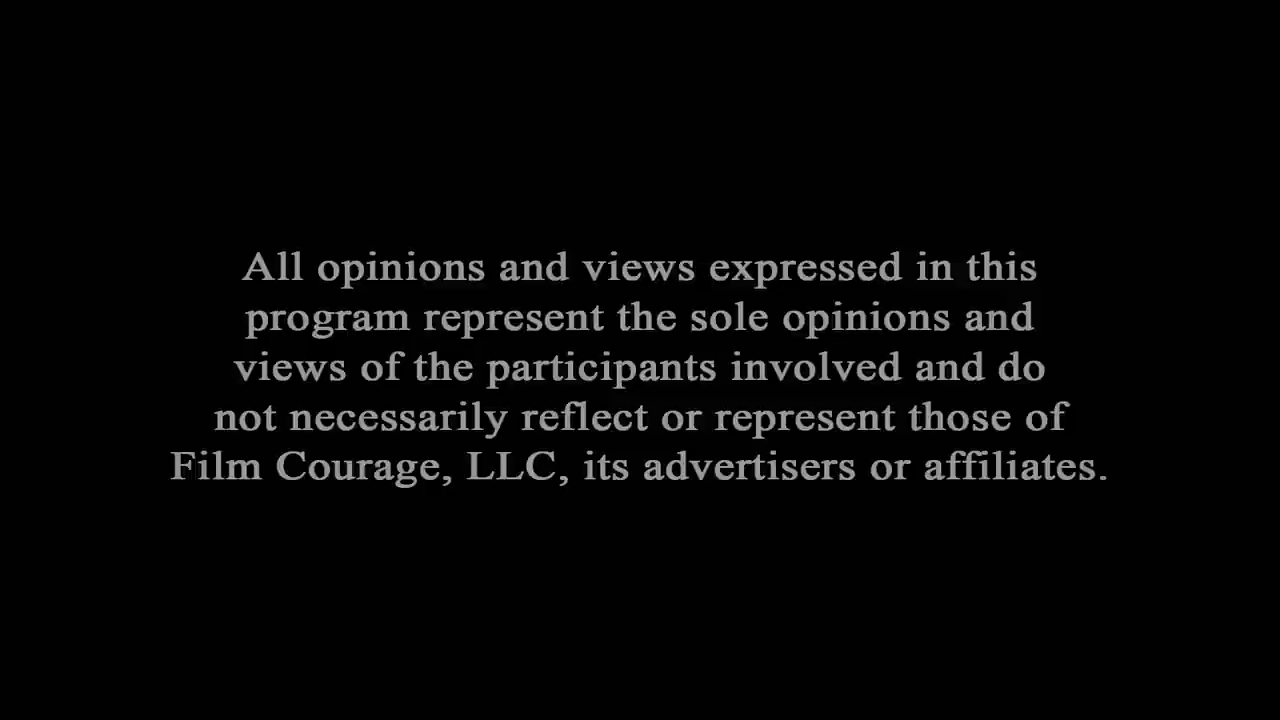 All opinions and views expressed in this
program represent the sole opinions and
views of the participants involved and do
not necessarily reflect or represent those of
Film Courage, LLC, its advertisers or affiliates.